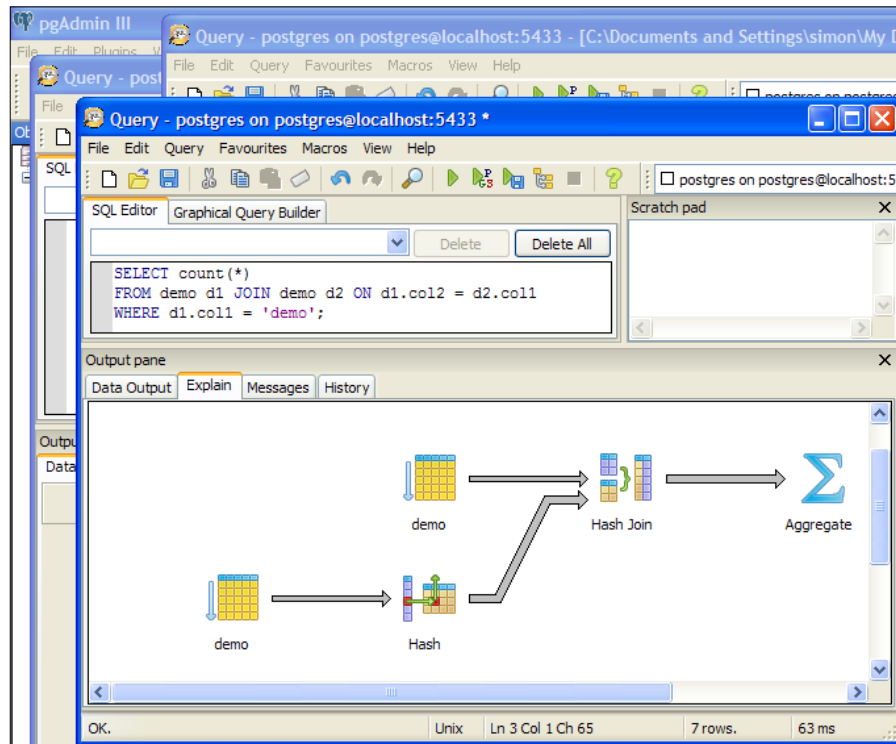 pgAdmin III
File Edit Plugins
Query - postgres on postgres@localhost:5433 - [C:\Documents and Settings\simon\My D
File Edit Query Favourites Macros View Help
Query - post
File
SQL
Query - postgres on postgres@localhost:5433 *
File Edit Query Favourites Macros View Help
postgres on postgres@localhost:5
SQL Editor Graphical Query Builder
Scratch pad
Delete Delete All
SELECT count(*)
FROM demo d1 JOIN demo d2 ON d1.col2 = d2.col1
WHERE d1.col1 = 'demo';
Output pane
Data Output Explain Messages History
Outpu
Data
demo
Hash Join
Aggregate
demo
Hash
OK. Unix Ln 3 Col 1 Ch 65 7 rows. 63 ms